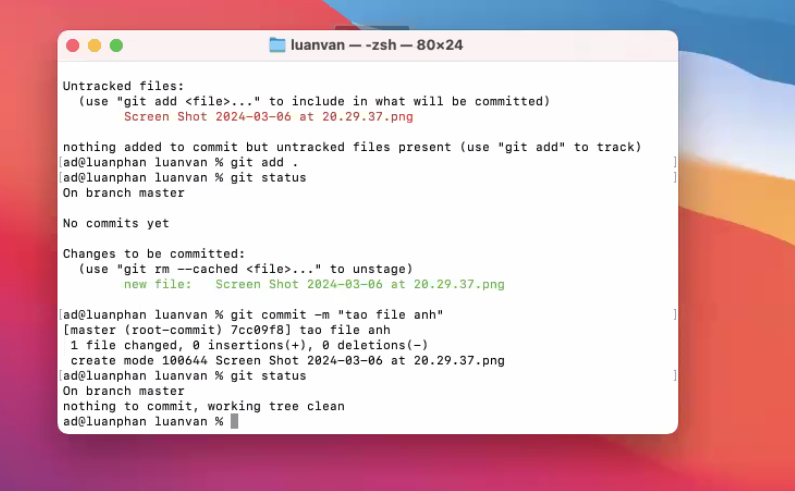 luanvan — -zsh — 80×24
Untracked files:
  (use "git add <file>..." to include in what will be committed)
        Screen Shot 2024-03-06 at 20.29.37.png

nothing added to commit but untracked files present (use "git add" to track)
[ad@luanphan luanvan % git add .                                                ]
[ad@luanphan luanvan % git status                                               ]
On branch master

No commits yet

Changes to be committed:
  (use "git rm --cached <file>..." to unstage)
        new file:   Screen Shot 2024-03-06 at 20.29.37.png

[ad@luanphan luanvan % git commit -m "tao file anh"                             ]
[master (root-commit) 7cc09f8] tao file anh
 1 file changed, 0 insertions(+), 0 deletions(-)
 create mode 100644 Screen Shot 2024-03-06 at 20.29.37.png
[ad@luanphan luanvan % git status                                               ]
On branch master
nothing to commit, working tree clean
ad@luanphan luanvan %